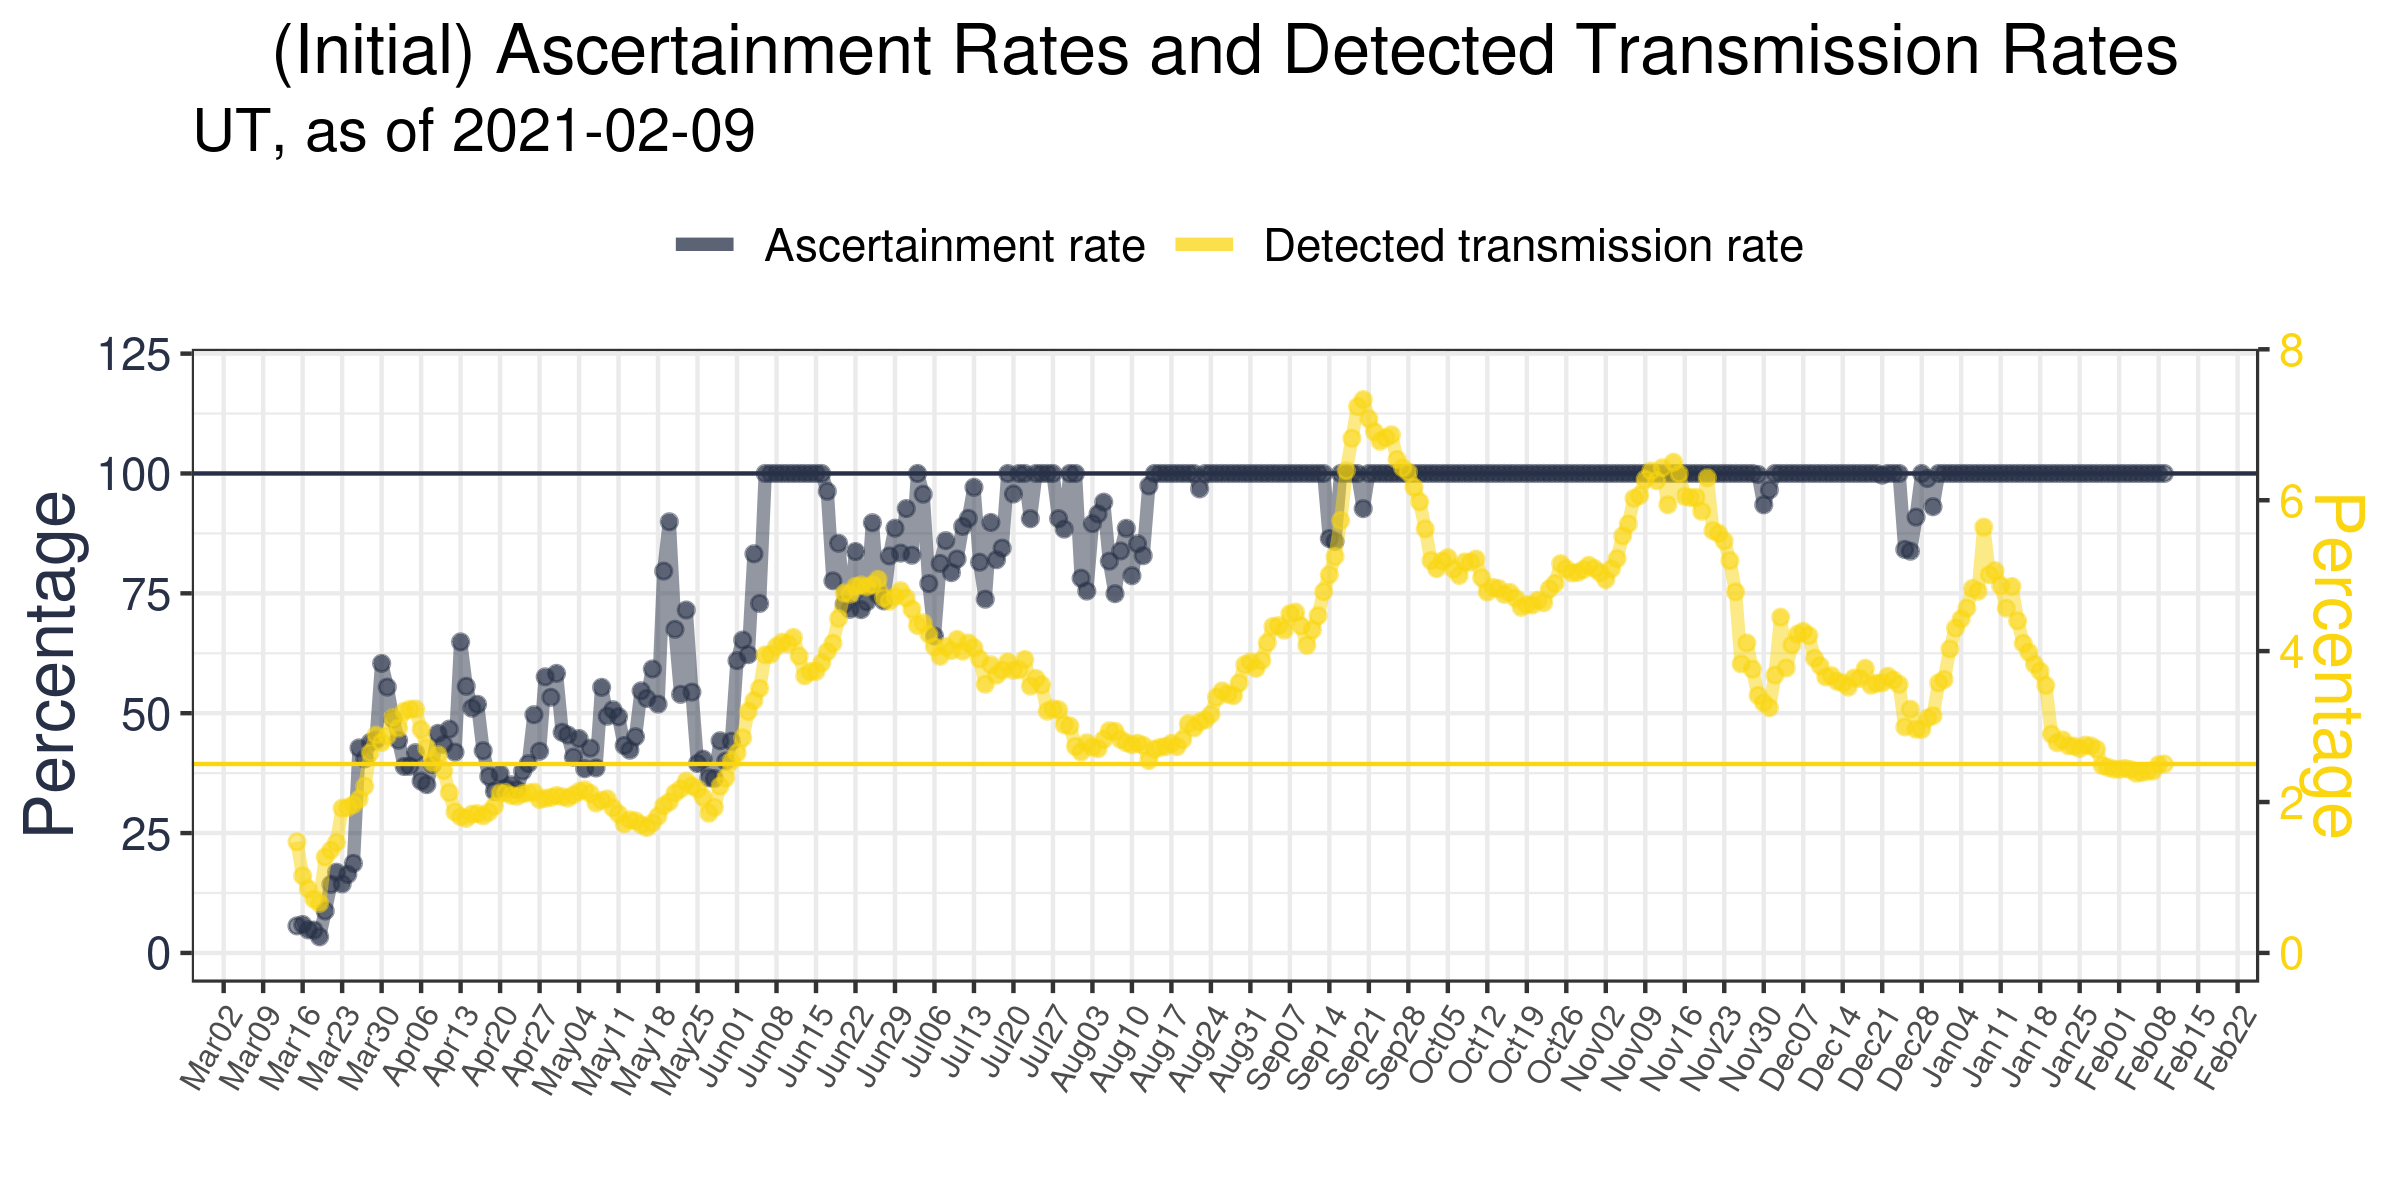 (Initial) Ascertainment Rates and Detected Transmission Rates
UT, as of 2021-02-09
Ascertainment rate
Detected transmission rate
125
100
75
50
25
0
Percentage
8
6
4
2
0
Percentage
Mar02
Mar09
Mar16
Mar23
Mar30
Apr06
Apr13
Apr20
Apr27
May04
May11
May18
May25
Jun01
Jun08
Jun15
Jun22
Jun29
Jul06
Jul13
Jul20
Jul27
Aug03
Aug10
Aug17
Aug24
Aug31
Sep07
Sep14
Sep21
Sep28
Oct05
Oct12
Oct19
Oct26
Nov02
Nov09
Nov16
Nov23
Nov30
Dec07
Dec14
Dec21
Dec28
Jan04
Jan11
Jan18
Jan25
Feb01
Feb08
Feb15
Feb22